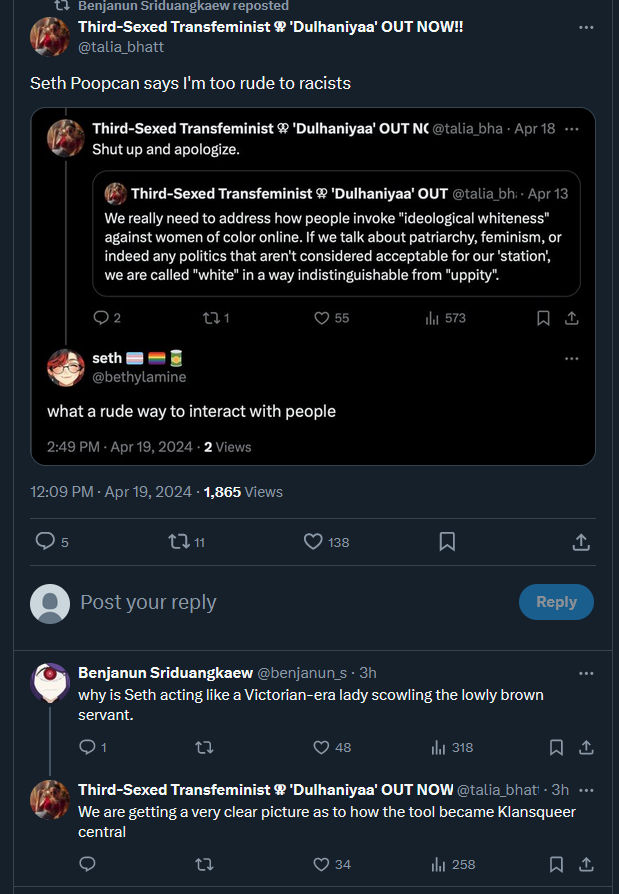 Benjanun Sriduangkaew reposted
Third-Sexed Transfeminist ⚢ 'Dulhaniyaa' OUT NOW!!
@talia_bhatt
Seth Poopcan says I'm too rude to racists
Third-Sexed Transfeminist ⚢ 'Dulhaniyaa' OUT NO @talia_bha · Apr 18
Shut up and apologize.
Third-Sexed Transfeminist ⚢ 'Dulhaniyaa' OUT @talia_bh · Apr 13
We really need to address how people invoke "ideological whiteness"
against women of color online. If we talk about patriarchy, feminism, or
indeed any politics that aren't considered acceptable for our 'station',
we are called "white" in a way indistinguishable from "uppity".
2 1 55 573
seth
@bethylamine
what a rude way to interact with people
2:49 PM · Apr 19, 2024 · 2 Views
12:09 PM · Apr 19, 2024 · 1,865 Views
5 11 138
Post your reply
Reply
Benjanun Sriduangkaew @benjanun_s · 3h
why is Seth acting like a Victorian-era lady scowling the lowly brown
servant.
1 48 318
Third-Sexed Transfeminist ⚢ 'Dulhaniyaa' OUT NOW @talia_bhat · 3h
We are getting a very clear picture as to how the tool became Klansqueer
central
34 258